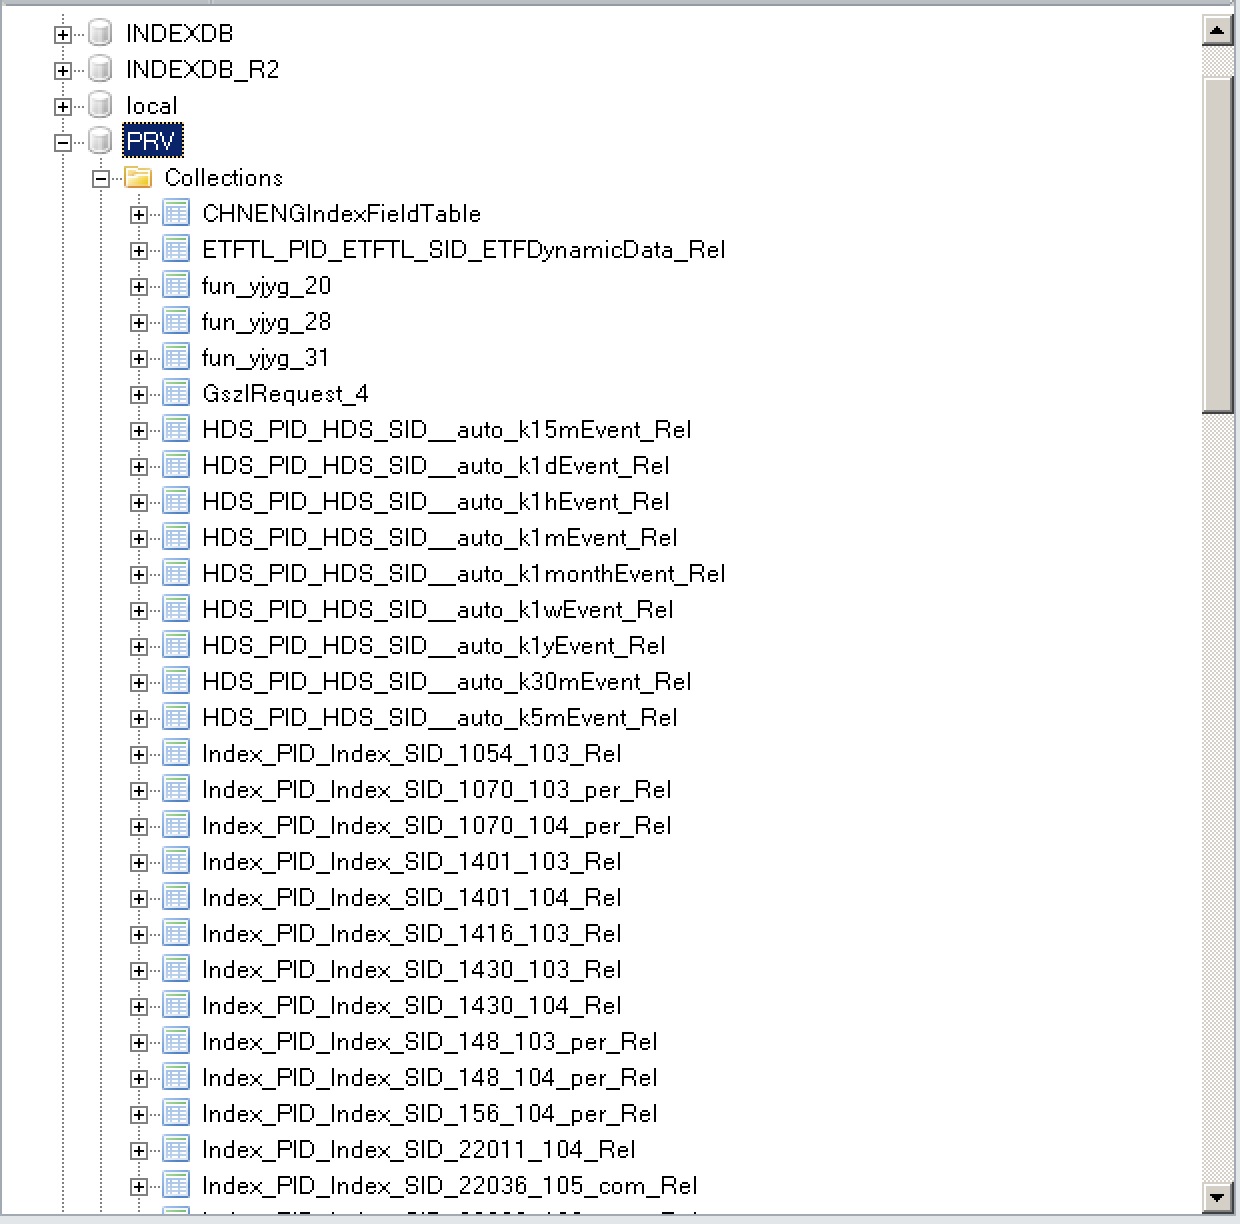 INDEXDB
INDEXDB_R2
local
PRV
Collections
CHNENGIndexFieldTable
ETFTL_PID_ETFTL_SID_ETFDynamicData_Rel
fun_yjyg_20
fun_yjyg_28
fun_yjyg_31
GszlRequest_4
HDS_PID_HDS_SID__auto_k15mEvent_Rel
HDS_PID_HDS_SID__auto_k1dEvent_Rel
HDS_PID_HDS_SID__auto_k1hEvent_Rel
HDS_PID_HDS_SID__auto_k1mEvent_Rel
HDS_PID_HDS_SID__auto_k1monthEvent_Rel
HDS_PID_HDS_SID__auto_k1wEvent_Rel
HDS_PID_HDS_SID__auto_k1yEvent_Rel
HDS_PID_HDS_SID__auto_k30mEvent_Rel
HDS_PID_HDS_SID__auto_k5mEvent_Rel
Index_PID_Index_SID_1054_103_Rel
Index_PID_Index_SID_1070_103_per_Rel
Index_PID_Index_SID_1070_104_per_Rel
Index_PID_Index_SID_1401_103_Rel
Index_PID_Index_SID_1401_104_Rel
Index_PID_Index_SID_1416_103_Rel
Index_PID_Index_SID_1430_103_Rel
Index_PID_Index_SID_1430_104_Rel
Index_PID_Index_SID_148_103_per_Rel
Index_PID_Index_SID_148_104_per_Rel
Index_PID_Index_SID_156_104_per_Rel
Index_PID_Index_SID_22011_104_Rel
Index_PID_Index_SID_22036_105_com_Rel